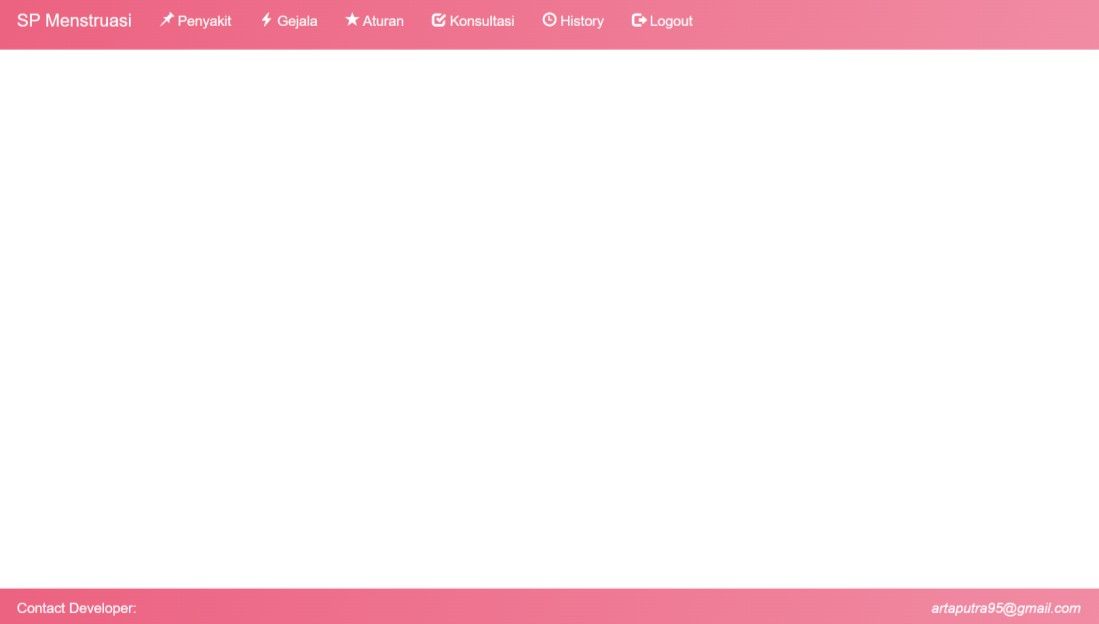 SP Menstruasi Penyakit Gejala Aturan Konsultasi History Logout
Contact Developer: artaputra95@gmail.com